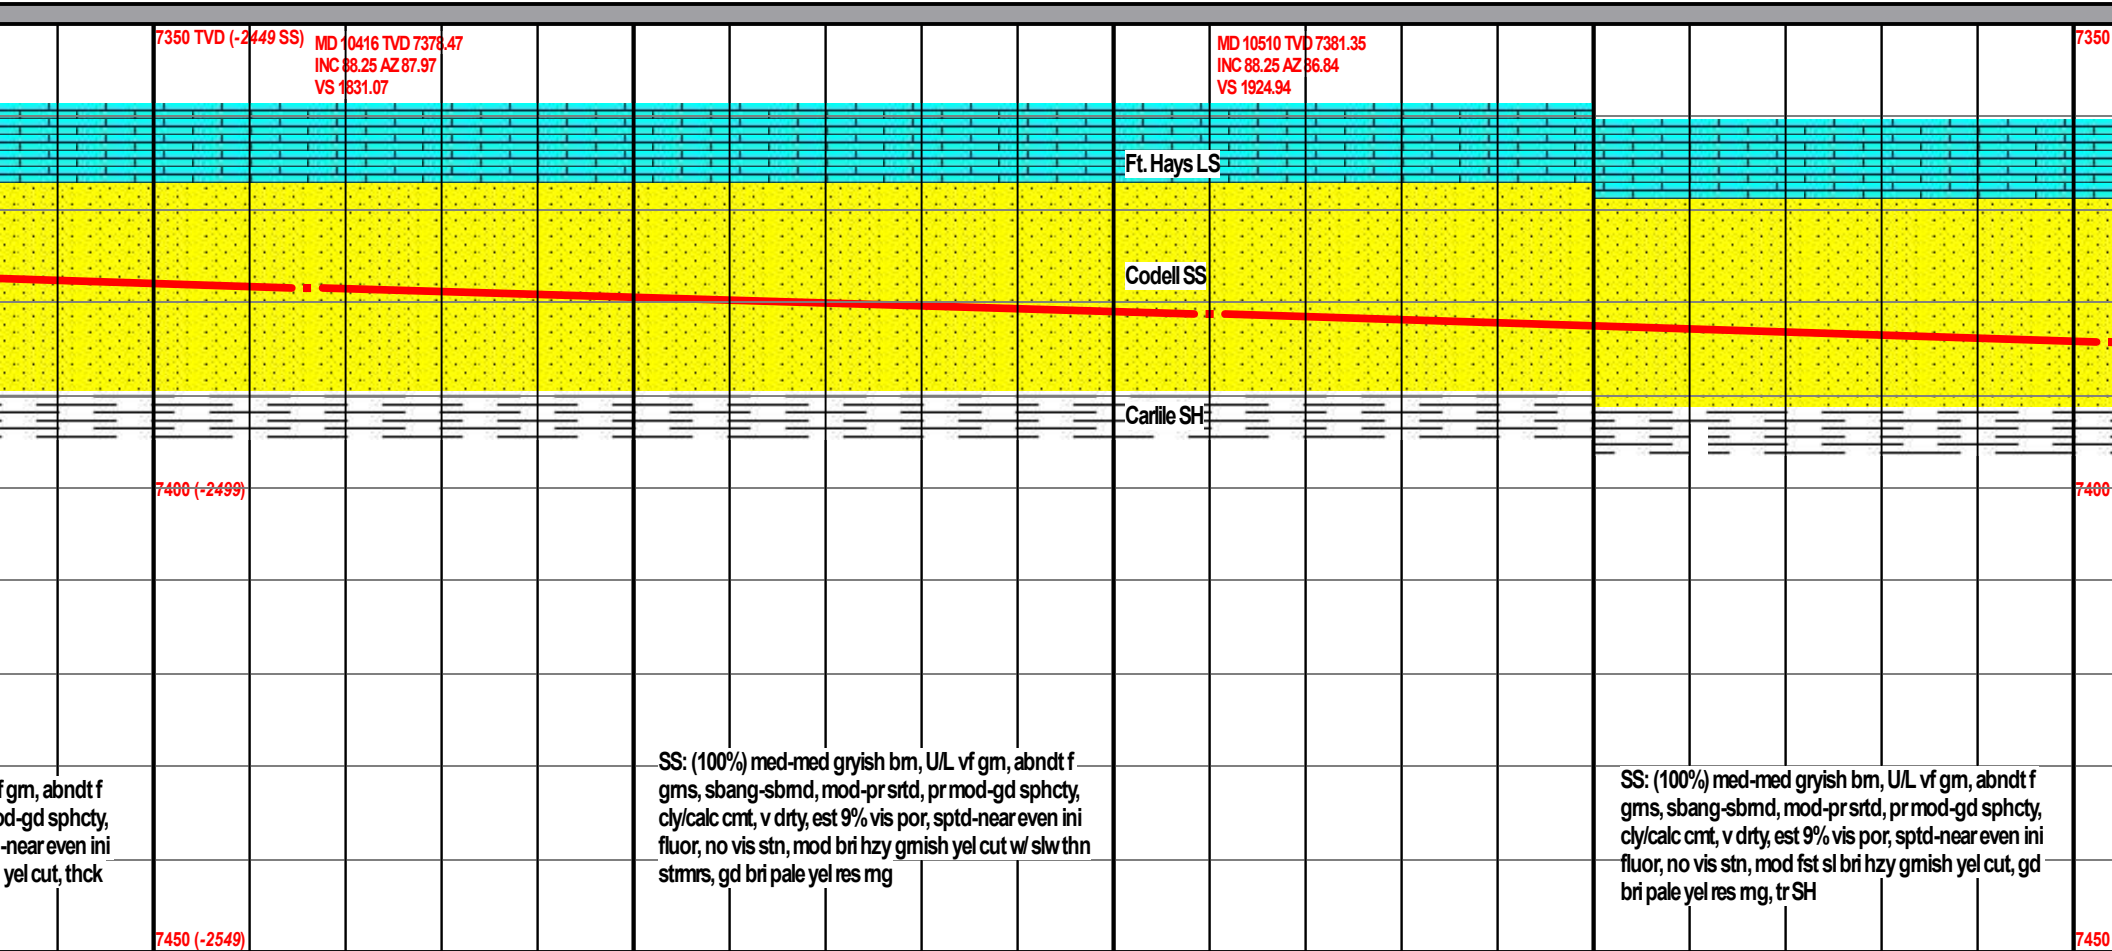 7350 TVD (-2449 SS)
MD 10416 TVD 7378.47
INC 88.25 AZ 87.97
VS 1831.07
MD 10510 TVD 7381.35
INC 88.25 AZ 86.84
VS 1924.94
7350
Ft. Hays LS
Codell SS
Carlile SH
7400 (-2499)
7400
f grn, abndt f
od-gd sphcty,
-near even ini
yel cut, thck
SS: (100%) med-med gryish brn, U/L vf grn, abndt f
grns, sbang-sbrnd, mod-pr srtd, pr mod-gd sphcty,
cly/calc cmt, v drty, est 9% vis por, sptd-near even ini
fluor, no vis stn, mod bri hzy grnish yel cut w/ slw thn
strmrs, gd bri pale yel res rng
SS: (100%) med-med gryish brn, U/L vf grn, abndt f
grns, sbang-sbrnd, mod-pr srtd, pr mod-gd sphcty,
cly/calc cmt, v drty, est 9% vis por, sptd-near even ini
fluor, no vis stn, mod fst sl bri hzy grnish yel cut, gd
bri pale yel res rng, tr SH
7450 (-2549)
7450